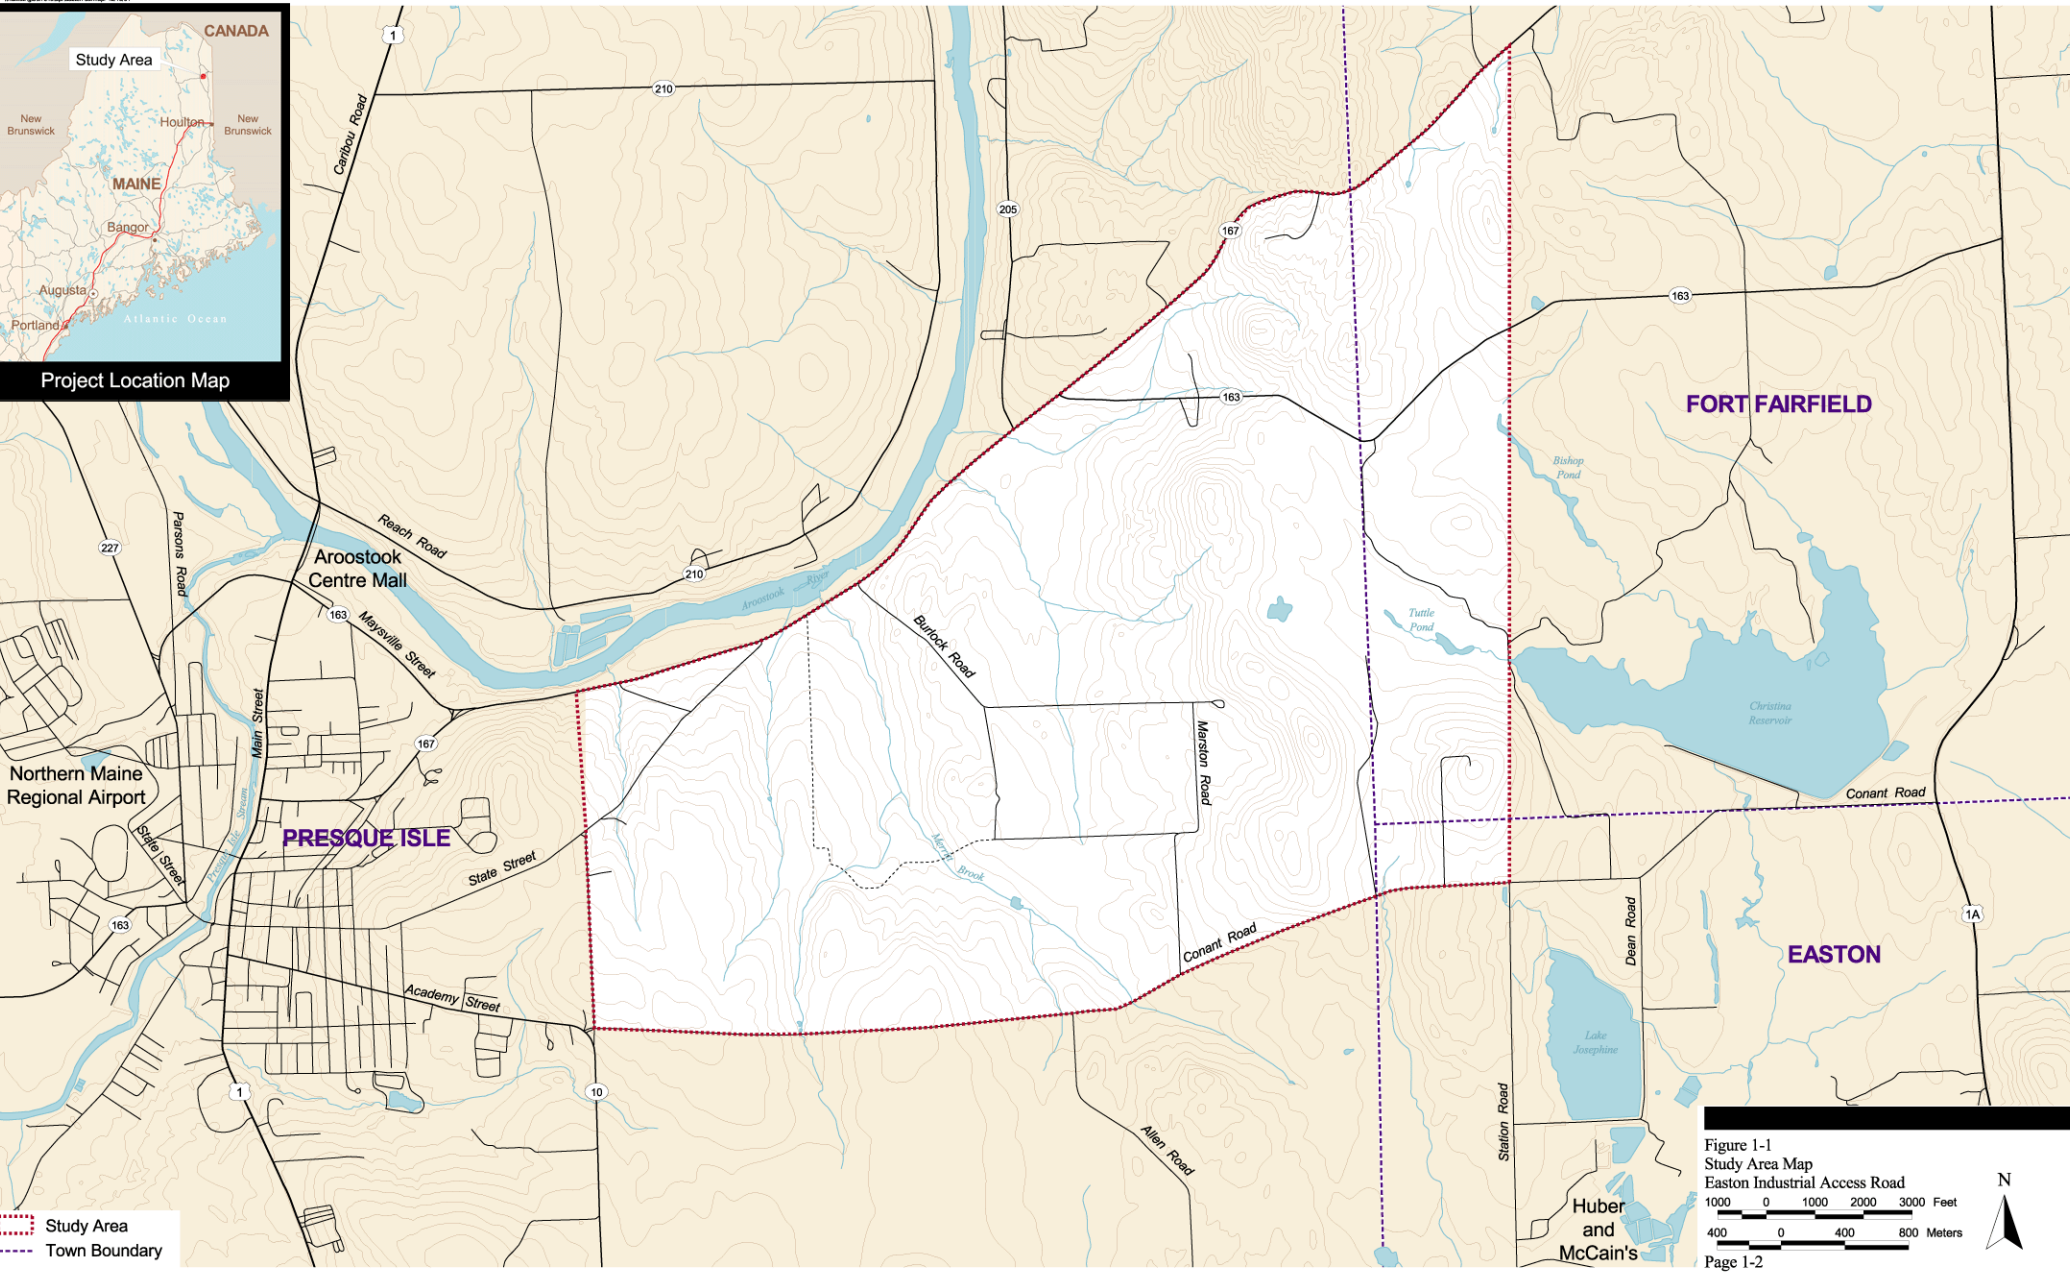 CANADA
Study Area
New
Brunswick
Houlton
New
Brunswick
MAINE
Bangor
Augusta
Portland
Atlantic Ocean
Project Location Map
1
210
Caribou Road
205
167
163
163
FORT FAIRFIELD
Bishop
Pond
Parsons Road
227
Reach Road
Aroostook
Centre Mall
210
Aroostook River
163
Maysville Street
Burlock Road
Tuttle
Pond
Christina
Reservoir
Main Street
167
Marston Road
Northern Maine
Regional Airport
Conant Road
State Street
Presque Isle Stream
PRESQUE ISLE
State Street
Merritt Brook
163
Conant Road
Dean Road
1A
EASTON
Academy Street
Lake
Josephine
1
10
Allen Road
Station Road
Huber
and
McCain's
Study Area
Town Boundary
Figure 1-1
Study Area Map
Easton Industrial Access Road
1000 0 1000 2000 3000 Feet
400 0 400 800 Meters
N
Page 1-2